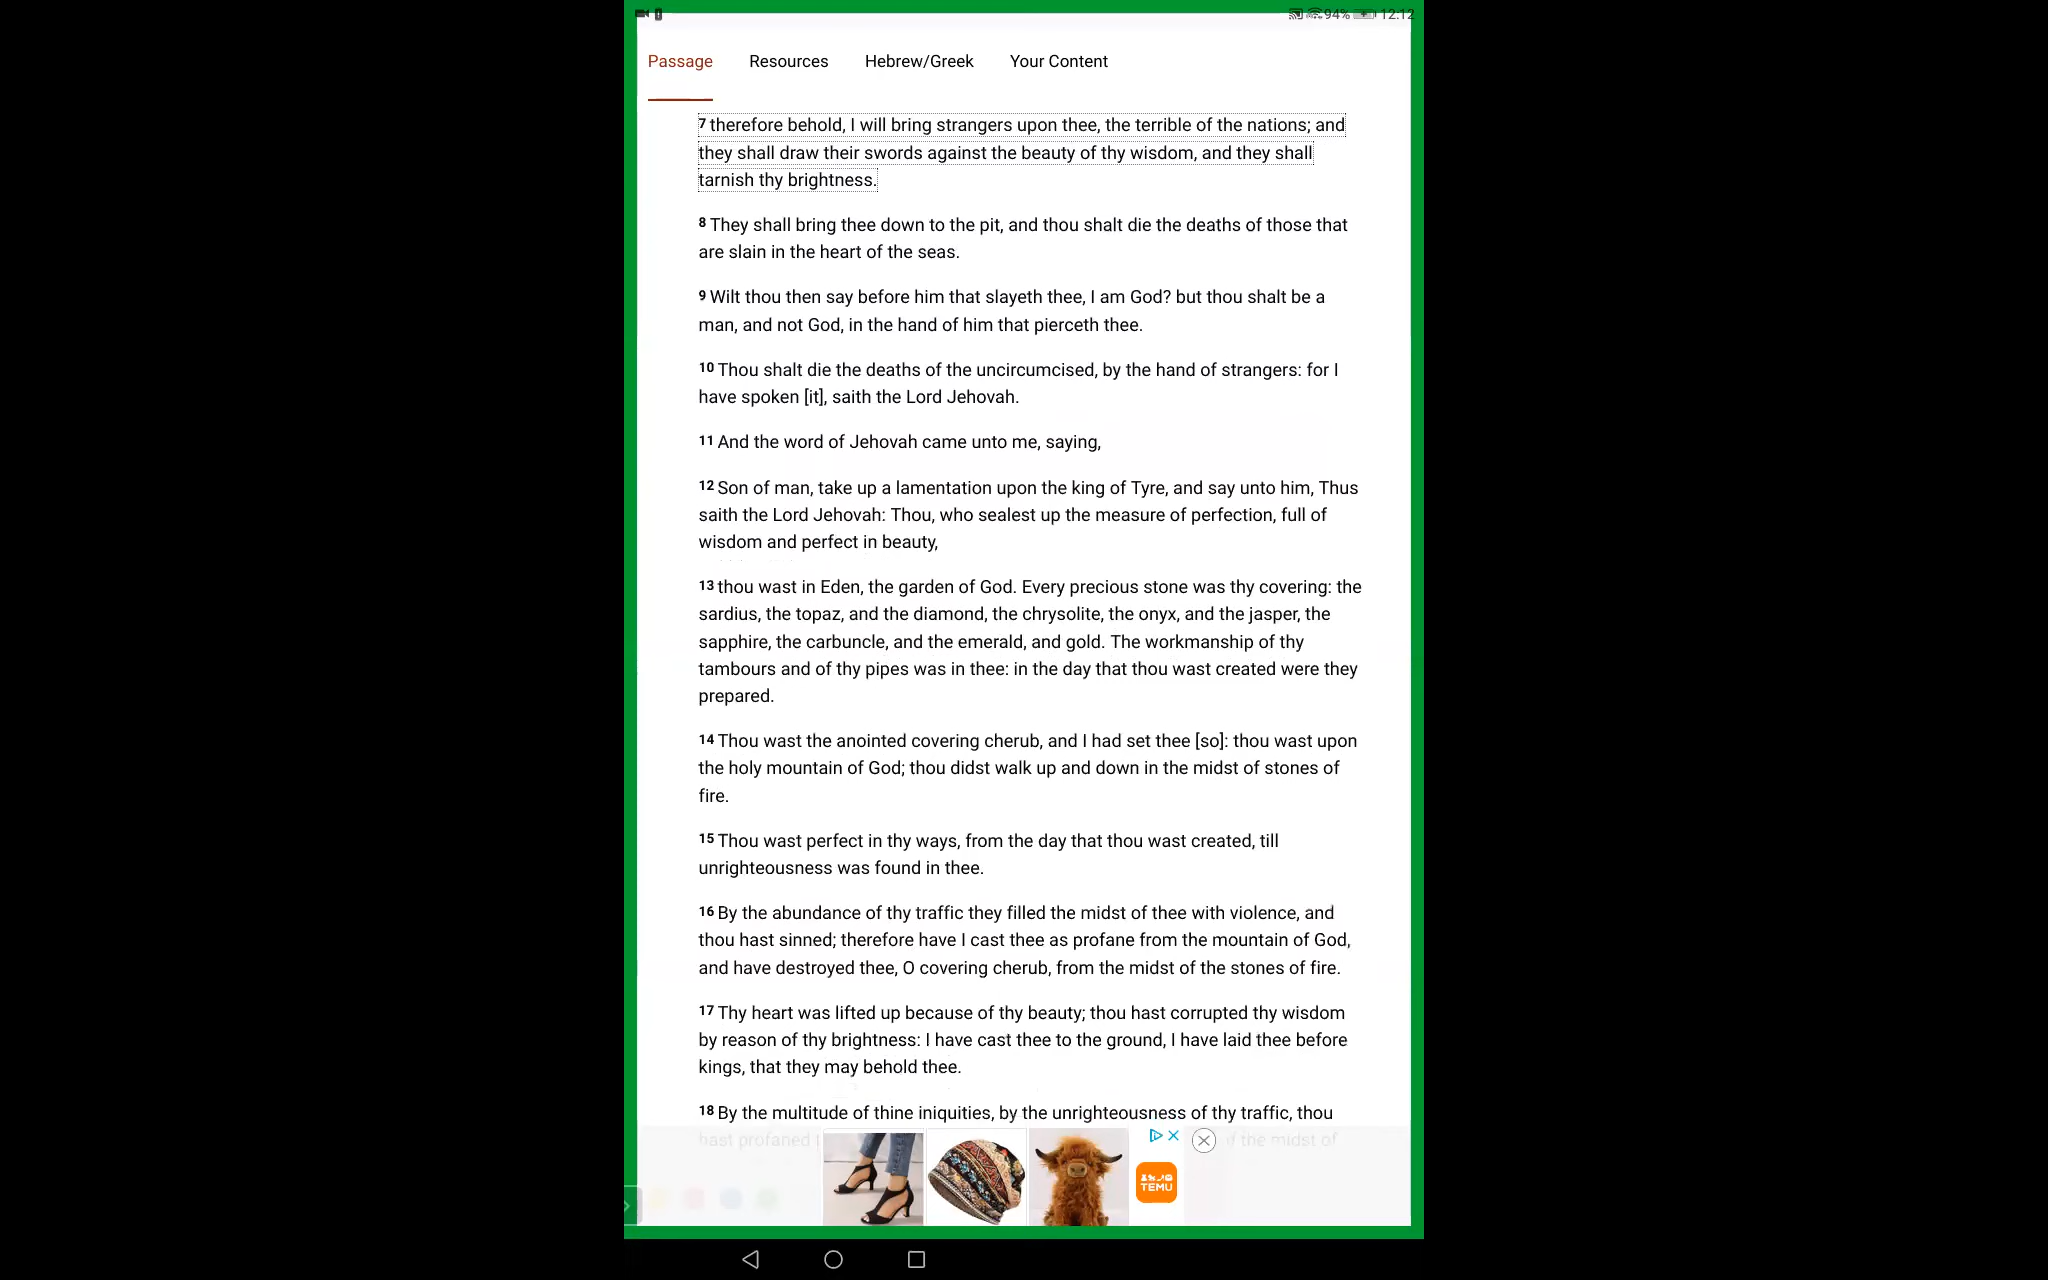 94% 12:12
Passage Resources Hebrew/Greek Your Content
7 therefore behold, I will bring strangers upon thee, the terrible of the nations; and
they shall draw their swords against the beauty of thy wisdom, and they shall
tarnish thy brightness.
8 They shall bring thee down to the pit, and thou shalt die the deaths of those that
are slain in the heart of the seas.
9 Wilt thou then say before him that slayeth thee, I am God? but thou shalt be a
man, and not God, in the hand of him that pierceth thee.
10 Thou shalt die the deaths of the uncircumcised, by the hand of strangers: for I
have spoken [it], saith the Lord Jehovah.
11 And the word of Jehovah came unto me, saying,
12 Son of man, take up a lamentation upon the king of Tyre, and say unto him, Thus
saith the Lord Jehovah: Thou, who sealest up the measure of perfection, full of
wisdom and perfect in beauty,
13 thou wast in Eden, the garden of God. Every precious stone was thy covering: the
sardius, the topaz, and the diamond, the chrysolite, the onyx, and the jasper, the
sapphire, the carbuncle, and the emerald, and gold. The workmanship of thy
tambours and of thy pipes was in thee: in the day that thou wast created were they
prepared.
14 Thou wast the anointed covering cherub, and I had set thee [so]: thou wast upon
the holy mountain of God; thou didst walk up and down in the midst of stones of
fire.
15 Thou wast perfect in thy ways, from the day that thou wast created, till
unrighteousness was found in thee.
16 By the abundance of thy traffic they filled the midst of thee with violence, and
thou hast sinned; therefore have I cast thee as profane from the mountain of God,
and have destroyed thee, O covering cherub, from the midst of the stones of fire.
17 Thy heart was lifted up because of thy beauty; thou hast corrupted thy wisdom
by reason of thy brightness: I have cast thee to the ground, I have laid thee before
kings, that they may behold thee.
18 By the multitude of thine iniquities, by the unrighteousness of thy traffic, thou
hast profaned of the midst of
TEMU